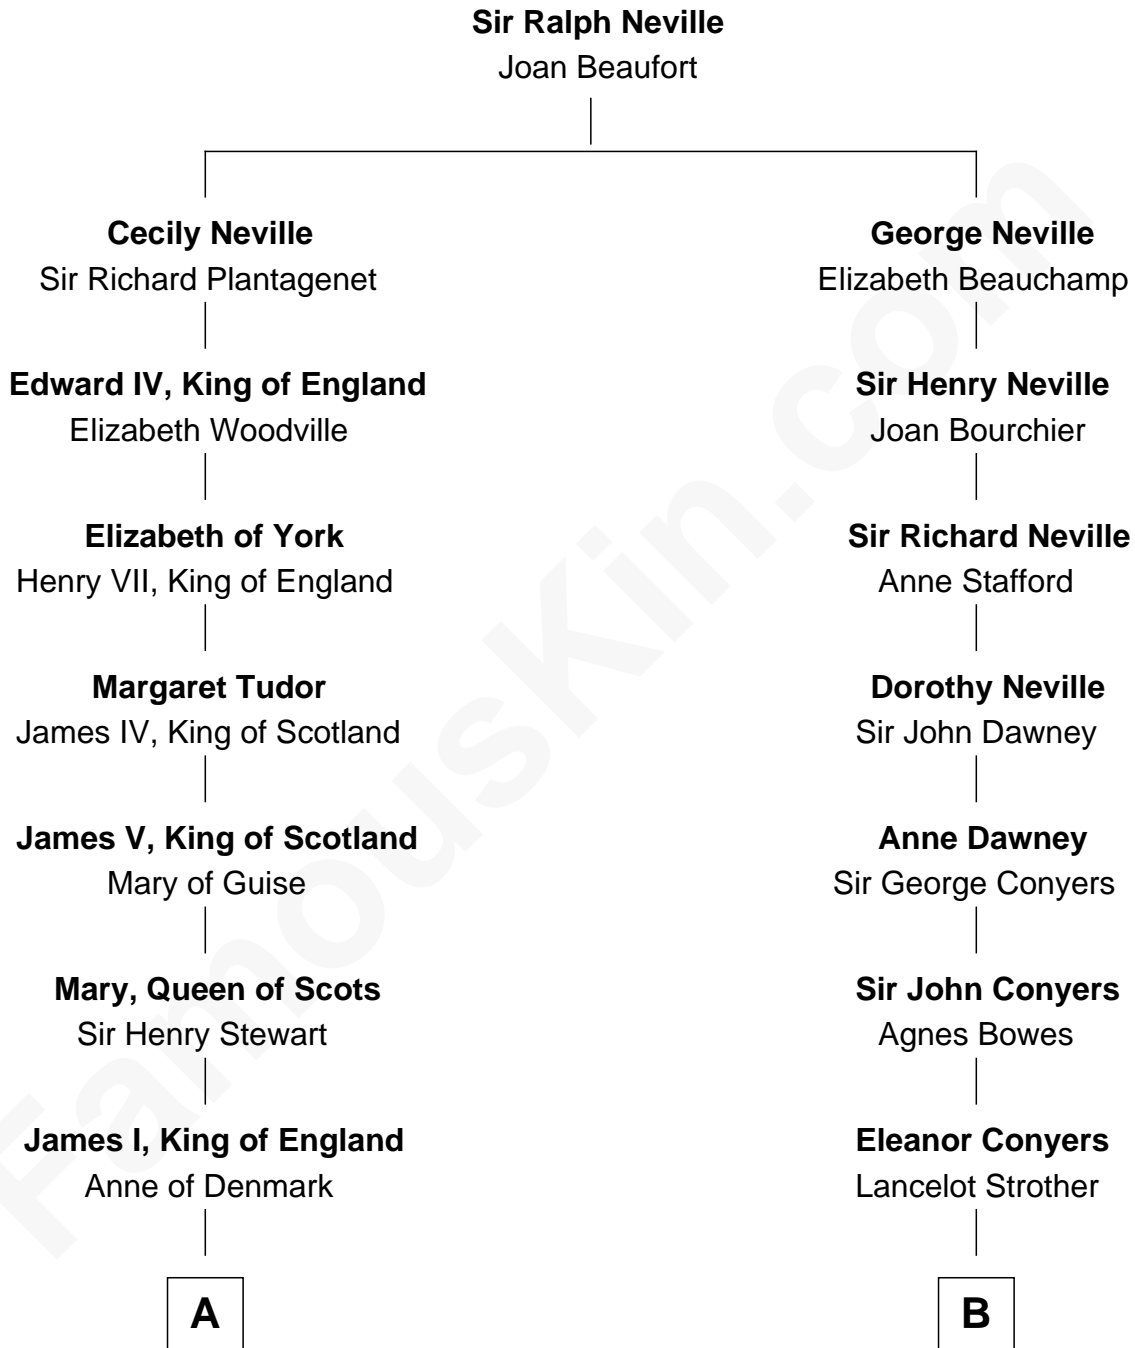 Sir Ralph Neville
Joan Beaufort
Cecily Neville
Sir Richard Plantagenet
George Neville
Elizabeth Beauchamp
Edward IV, King of England
Elizabeth Woodville
Sir Henry Neville
Joan Bourchier
Elizabeth of York
Henry VII, King of England
Sir Richard Neville
Anne Stafford
Margaret Tudor
James IV, King of Scotland
Dorothy Neville
Sir John Dawney
James V, King of Scotland
Mary of Guise
Anne Dawney
Sir George Conyers
Mary, Queen of Scots
Sir Henry Stewart
Sir John Conyers
Agnes Bowes
James I, King of England
Anne of Denmark
Eleanor Conyers
Lancelot Strother
A
B
FamousKin.com